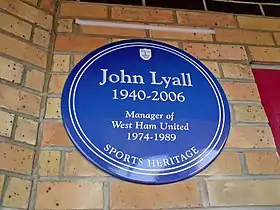 John Lyall
1940-2006
Manager of
West Ham United
1974-1989
SPORTS HERITAGE